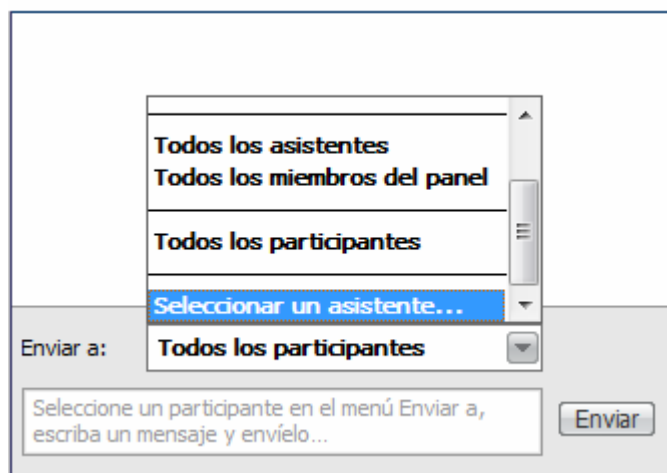 Todos los asistentes
Todos los miembros del panel
Todos los participantes
Seleccionar un asistente...
Enviar a:
Todos los participantes
Seleccione un participante en el menú Enviar a,
escriba un mensaje y envíelo...
Enviar